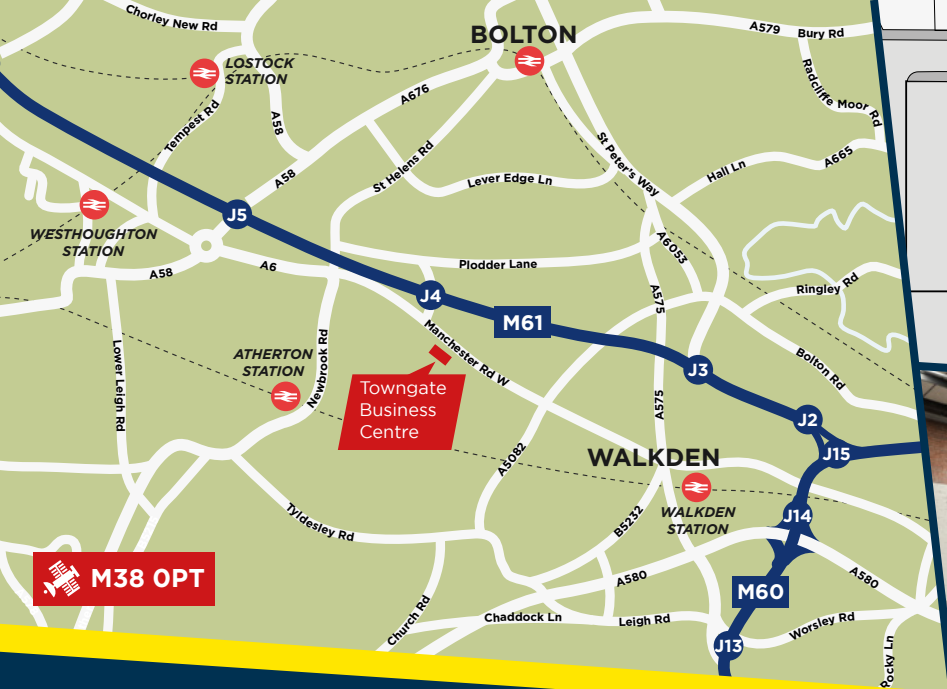 Chorley New Rd
BOLTON
A579
Bury Rd
LOSTOCK
STATION
A676
Radcliffe Moor Rd
Tempest Rd
A58
St Peter's Way
A665
St Helens Rd
Hall Ln
A58
Lever Edge Ln
J5
WESTHOUGHTON
STATION
A6053
A58
A6
Plodder Lane
Ringley Rd
J4
A575
M61
Manchester Rd W
Lower Leigh Rd
ATHERTON
STATION
Newbrook Rd
Towngate
Business
Centre
J3
Bolton Rd
A575
J2
WALKDEN
J15
A5082
WALKDEN
STATION
J14
Tyldesley Rd
B5232
M38 0PT
A580
A580
M60
Church Rd
Chaddock Ln
Leigh Rd
Worsley Rd
J13
Rocky Ln